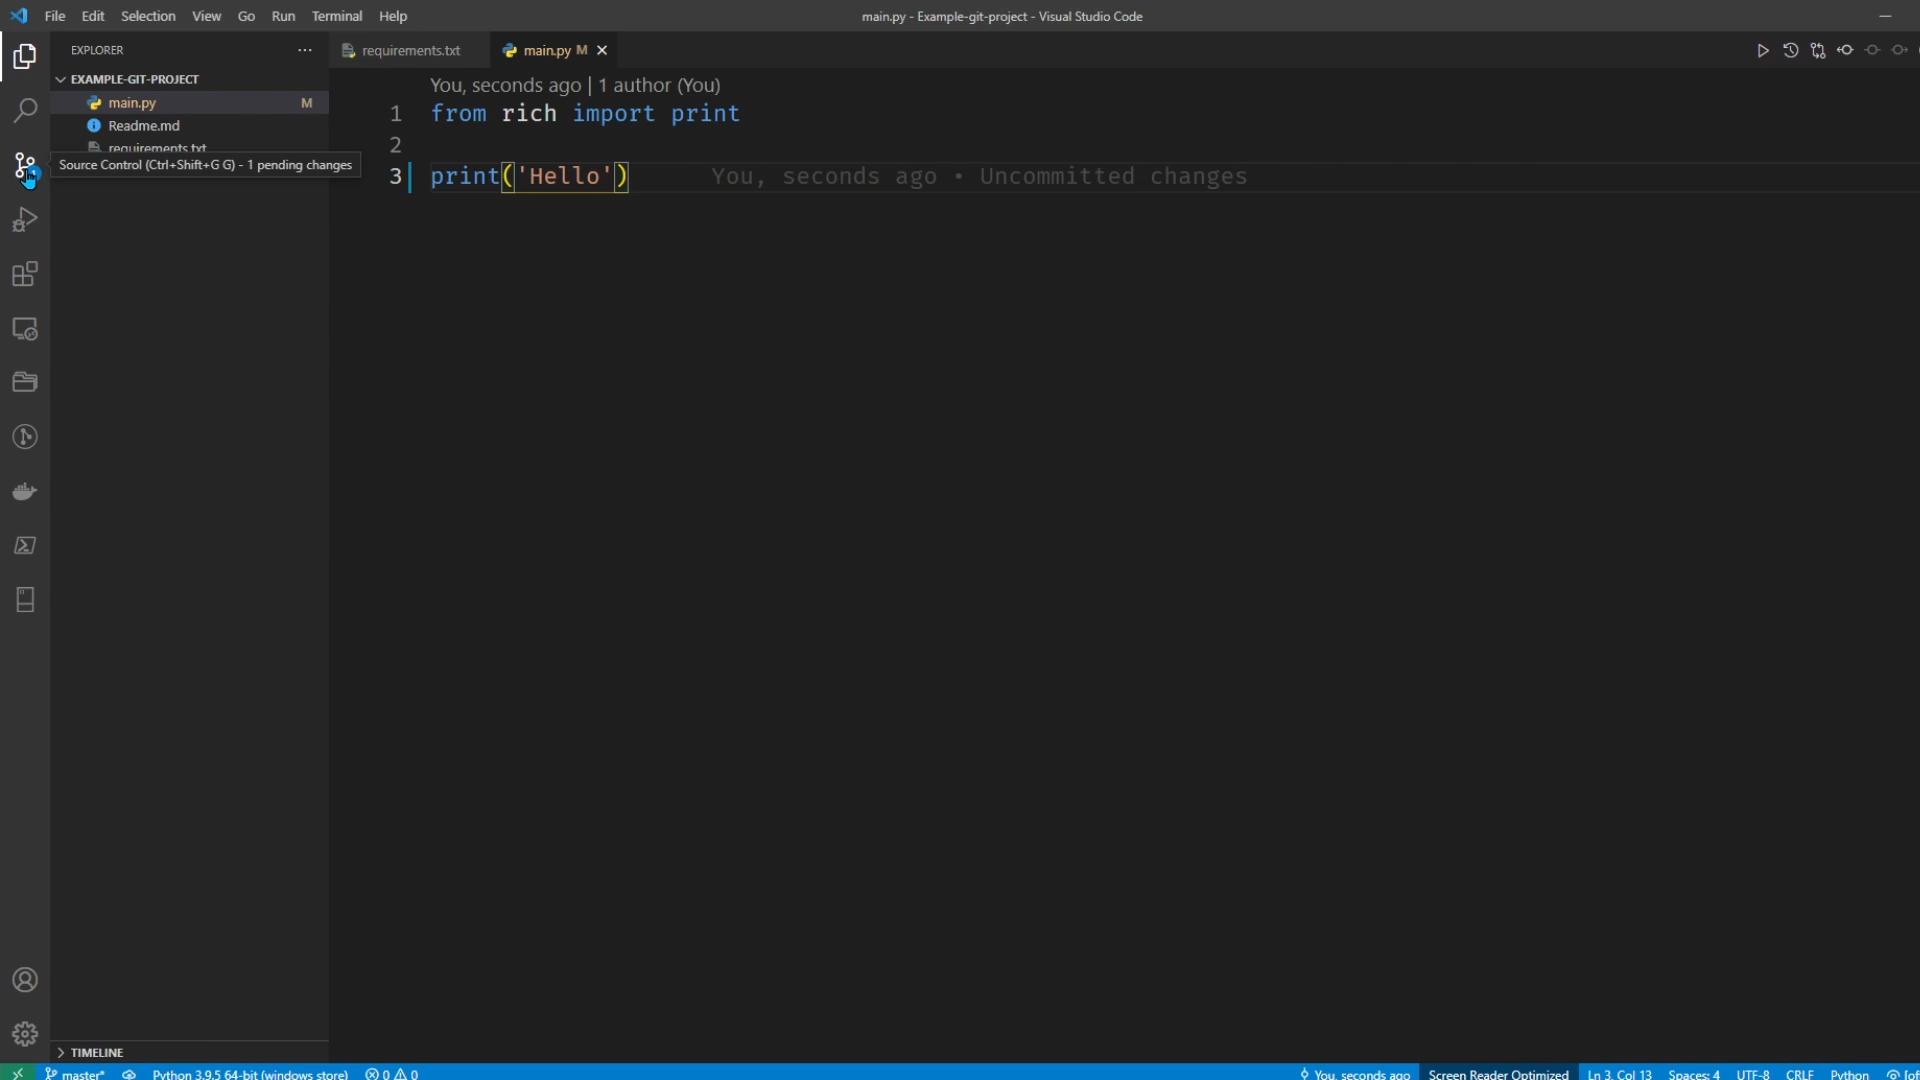 File Edit Selection View Go Run Terminal Help
main.py - Example-git-project - Visual Studio Code
EXPLORER
EXAMPLE-GIT-PROJECT
main.py M
Readme.md
requirements.txt
Source Control (Ctrl+Shift+G G) - 1 pending changes
requirements.txt
main.py M
You, seconds ago | 1 author (You)
1 from rich import print
2
3 print('Hello') You, seconds ago • Uncommitted changes
TIMELINE
master* Python 3.9.5 64-bit (windows store) 0 0
You, seconds ago Screen Reader Optimized Ln 3, Col 13 Spaces: 4 UTF-8 CRLF Python [of